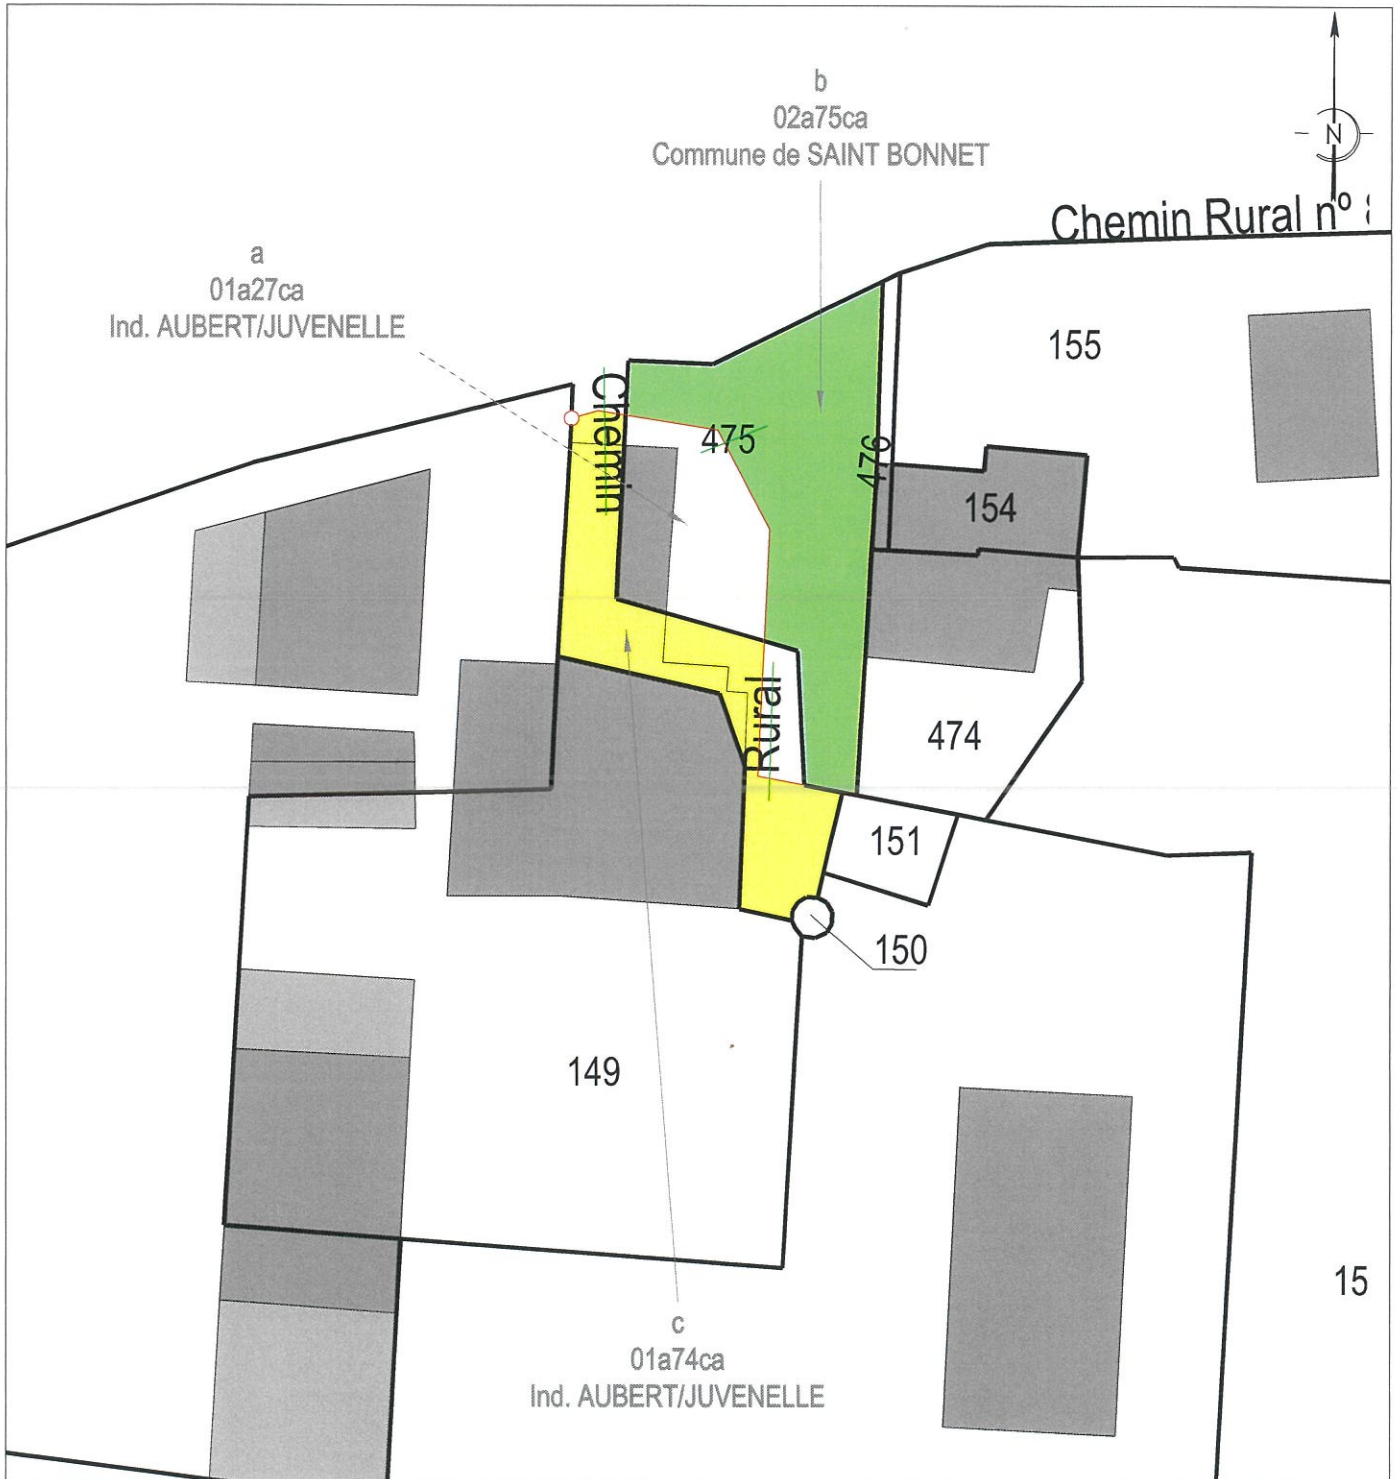 b
02a75ca
Commune de SAINT BONNET
N
Chemin Rural nº
a
01a27ca
Ind. AUBERT/JUVENELLE
155
Chemin
475
476
154
Rural
474
151
150
149
15
c
01a74ca
Ind. AUBERT/JUVENELLE